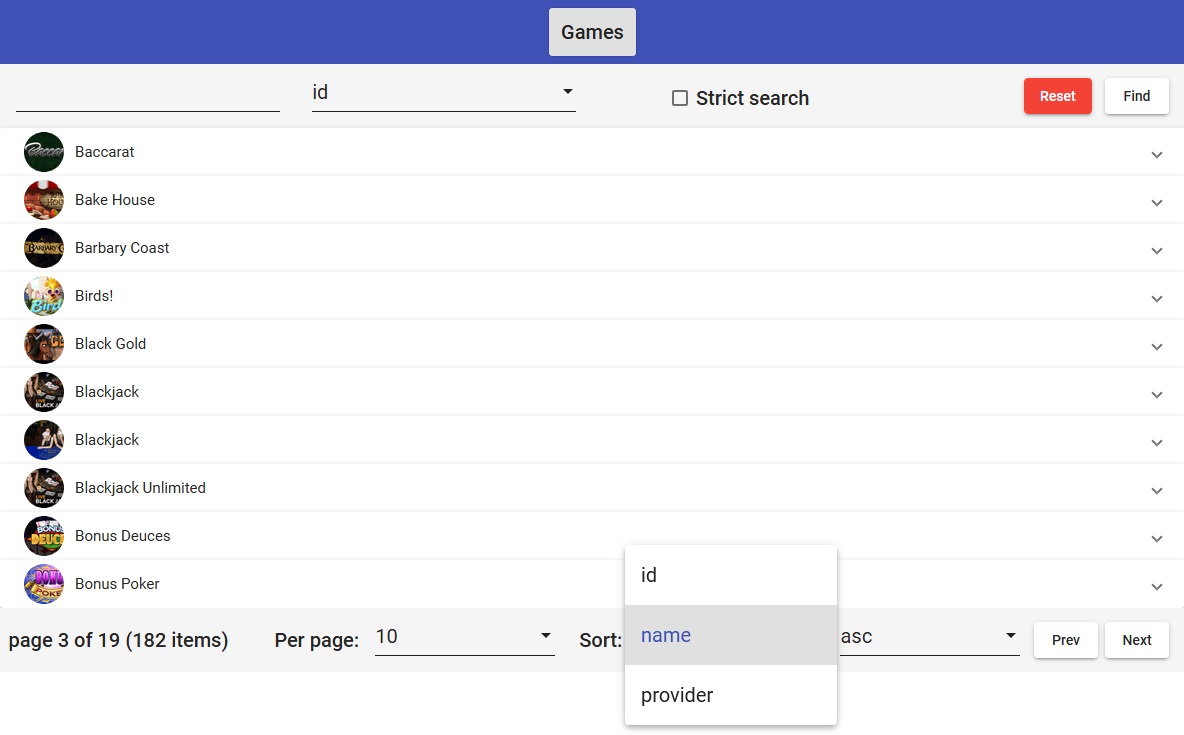 Games
id
Strict search
Reset
Find
Baccarat
Bake House
Barbary Coast
Birds!
Black Gold
Blackjack
Blackjack
Blackjack Unlimited
Bonus Deuces
Bonus Poker
id
name
provider
page 3 of 19 (182 items)
Per page:
10
Sort:
asc
Prev
Next